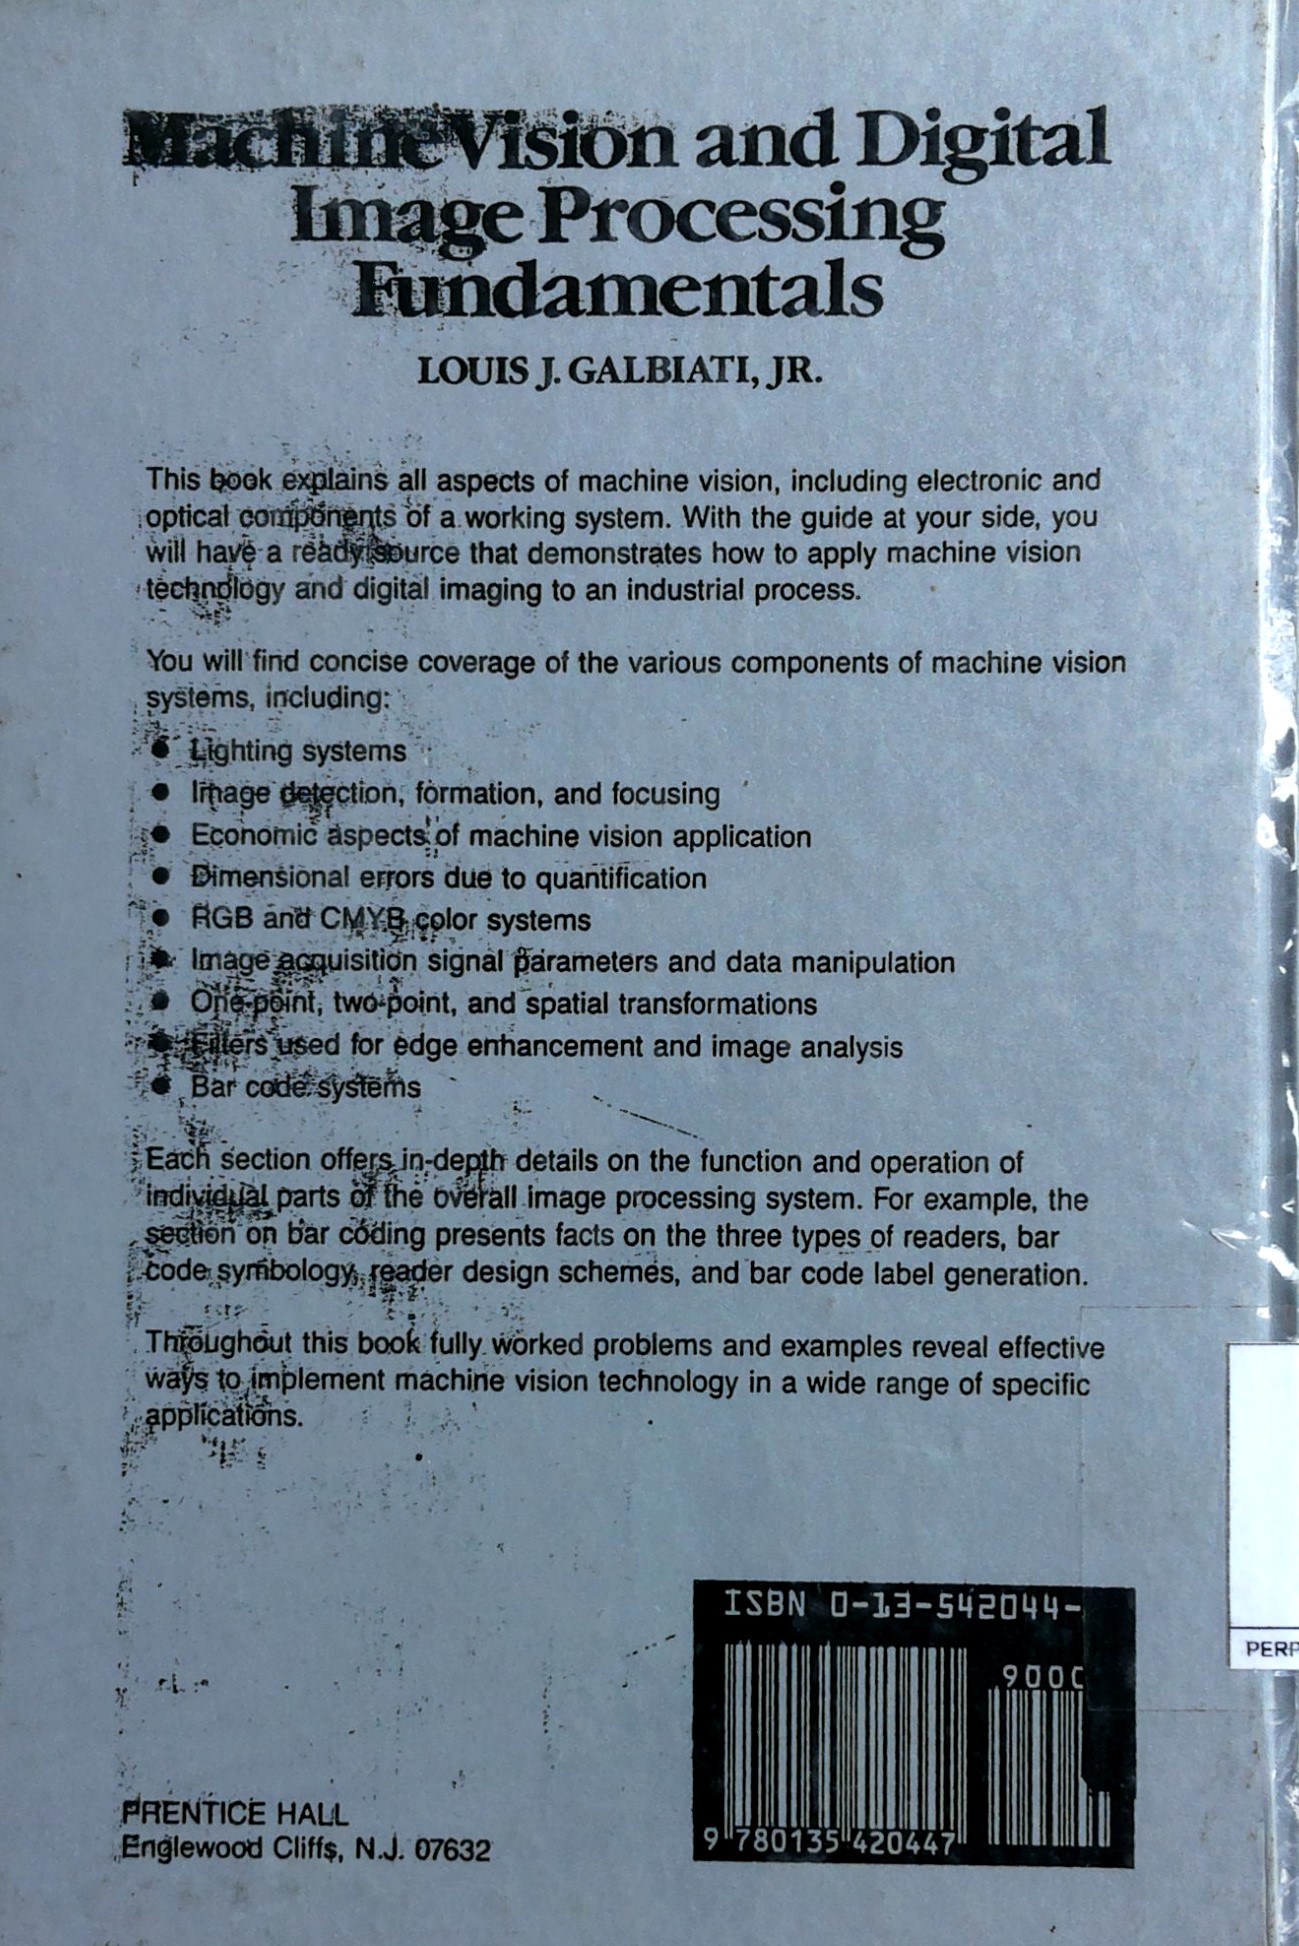 Machine Vision and Digital
Image Processing
Fundamentals
LOUIS J. GALBIATI, JR.
This book explains all aspects of machine vision, including electronic and
optical components of a working system. With the guide at your side, you
will have a ready source that demonstrates how to apply machine vision
technology and digital imaging to an industrial process.
You will find concise coverage of the various components of machine vision
systems, including:
● Lighting systems
● Image detection, formation, and focusing
● Economic aspects of machine vision application
● Dimensional errors due to quantification
● RGB and CMYB color systems
● Image acquisition signal parameters and data manipulation
● One-point, two-point, and spatial transformations
● Filters used for edge enhancement and image analysis
● Bar code systems
Each section offers in-depth details on the function and operation of
individual parts of the overall image processing system. For example, the
section on bar coding presents facts on the three types of readers, bar
code symbology, reader design schemes, and bar code label generation.
Throughout this book fully worked problems and examples reveal effective
ways to implement machine vision technology in a wide range of specific
applications.
ISBN 0-13-542044-
9000
9 780135 420447
PERP
PRENTICE HALL
Englewood Cliffs, N.J. 07632